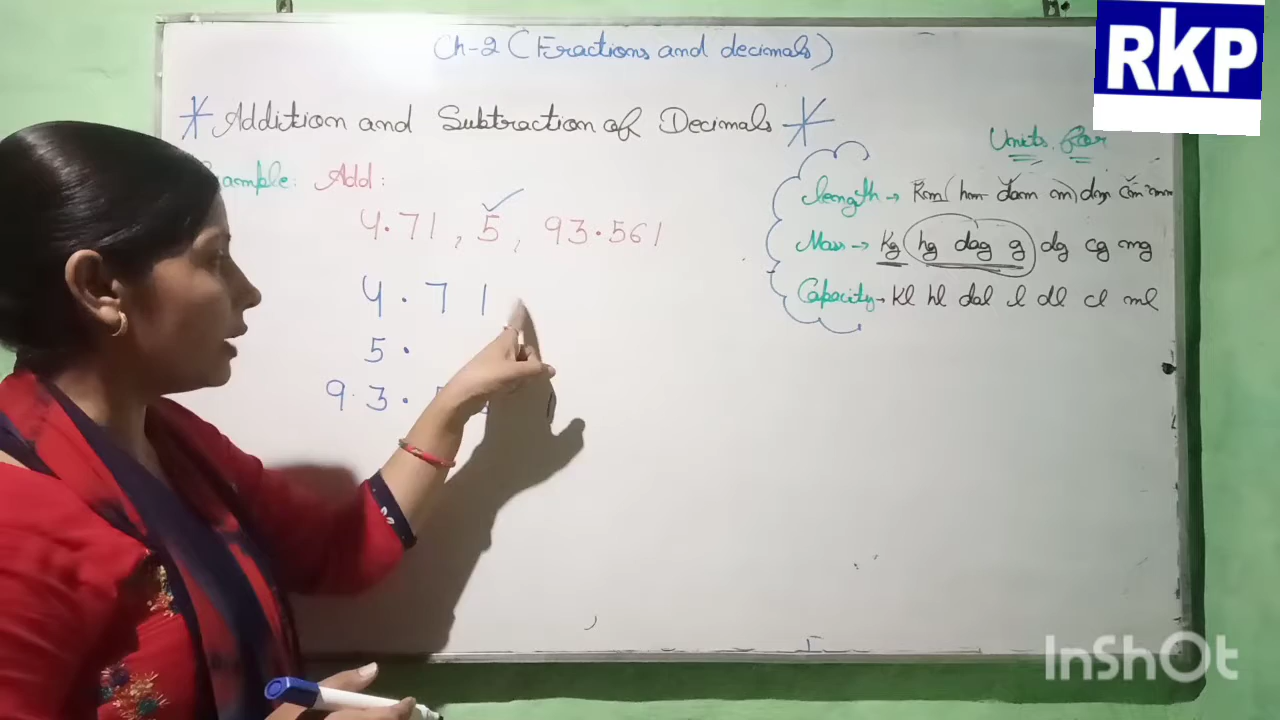 RKP
Ch-2 (Fractions and decimals)
Addition and Subtraction of Decimals
Units for
Example: Add:
length → Km hm dam m dm cm mm
4.71, 5, 93.561
Mass → Kg hg dag g dg cg mg
4.71
Capacity → Kl hl dal l dl cl ml
5.
93.
InShOt